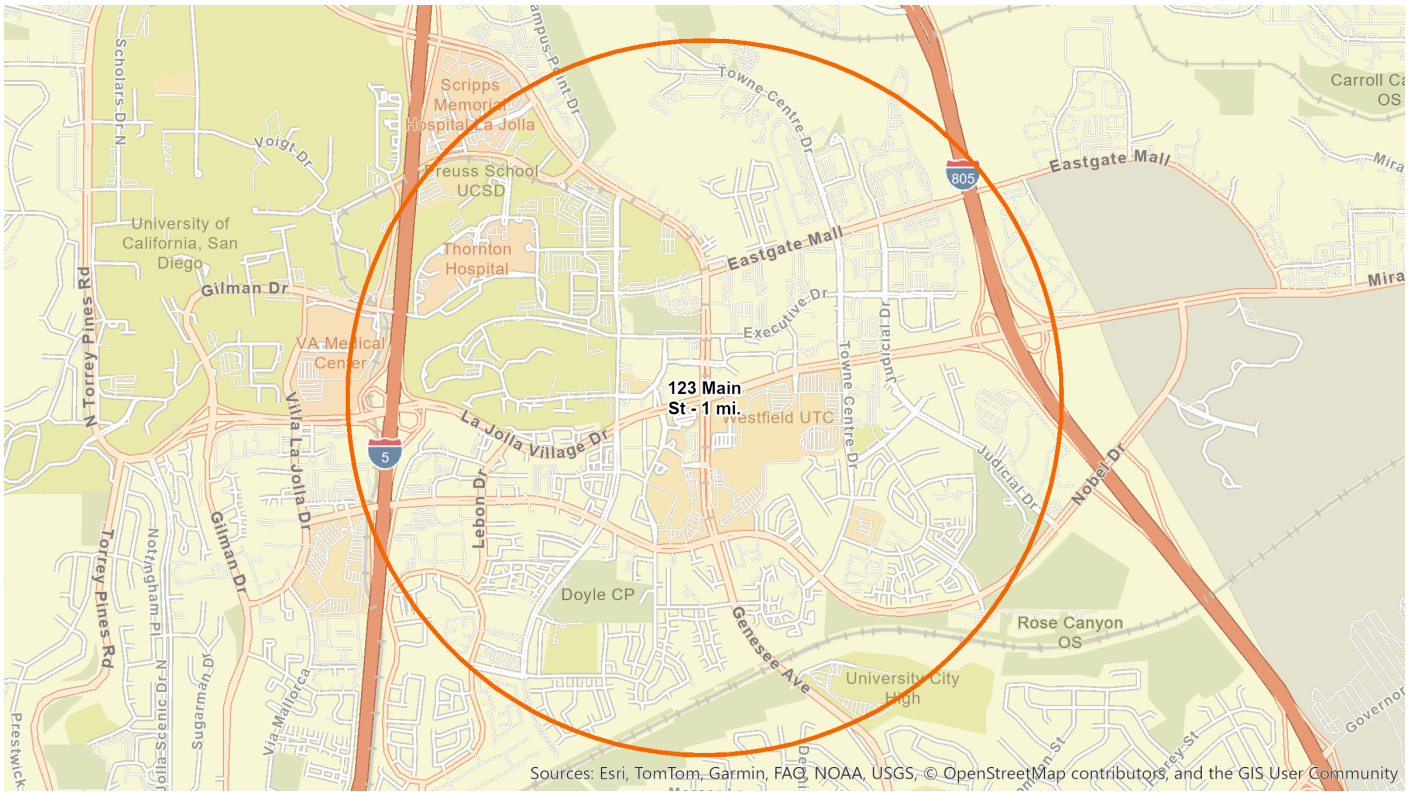 Scholars Dr N
Campus Point Dr
Scripps
Memorial
Hospital La Jolla
Towne Centre Dr
Carroll Ca
OS
Voigt Dr
Preuss School
UCSD
805
Eastgate Mall
Mira
University of
California, San
Diego
Thornton
Hospital
Eastgate Mall
Gilman Dr
Mira
N Torrey Pines Rd
Executive Dr
VA Medical
Center
Towne Centre Dr
Judicial Dr
123 Main
St - 1 mi.
Westfield UTC
Villa La Jolla Dr
La Jolla Village Dr
5
Lebon Dr
Judicial Dr
Nobel Dr
Gilman Dr
Torrey Pines Rd
Nottingham Pl
Doyle CP
Genesee Ave
Rose Canyon
OS
University City
High
Sugarman Dr
Via Mallorca
La Jolla Scenic Dr N
Prestwick
Governor
Sources: Esri, TomTom, Garmin, FAO, NOAA, USGS, © OpenStreetMap contributors, and the GIS User Community